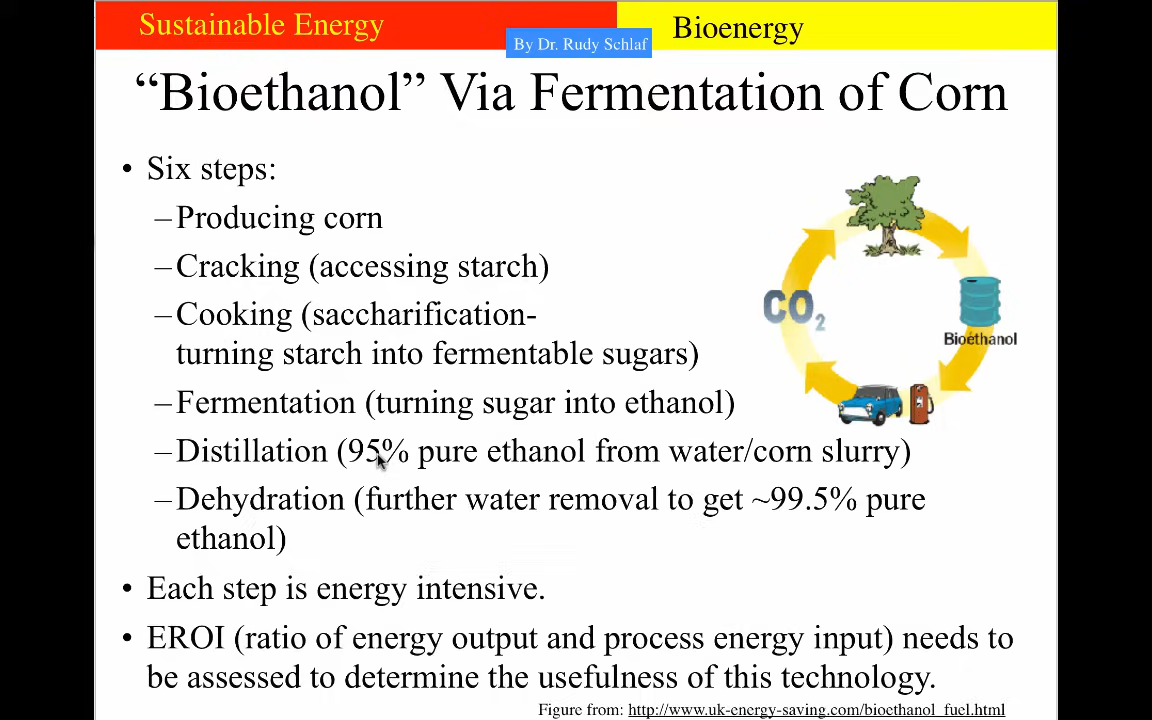 Sustainable Energy
By Dr. Rudy Schlaf
Bioenergy
“Bioethanol” Via Fermentation of Corn
• Six steps:
–Producing corn
–Cracking (accessing starch)
–Cooking (saccharification-
turning starch into fermentable sugars)
–Fermentation (turning sugar into ethanol)
–Distillation (95% pure ethanol from water/corn slurry)
–Dehydration (further water removal to get ~99.5% pure
ethanol)
• Each step is energy intensive.
• EROI (ratio of energy output and process energy input) needs to
be assessed to determine the usefulness of this technology.
CO2
Bioéthanol
Figure from: http://www.uk-energy-saving.com/bioethanol_fuel.html